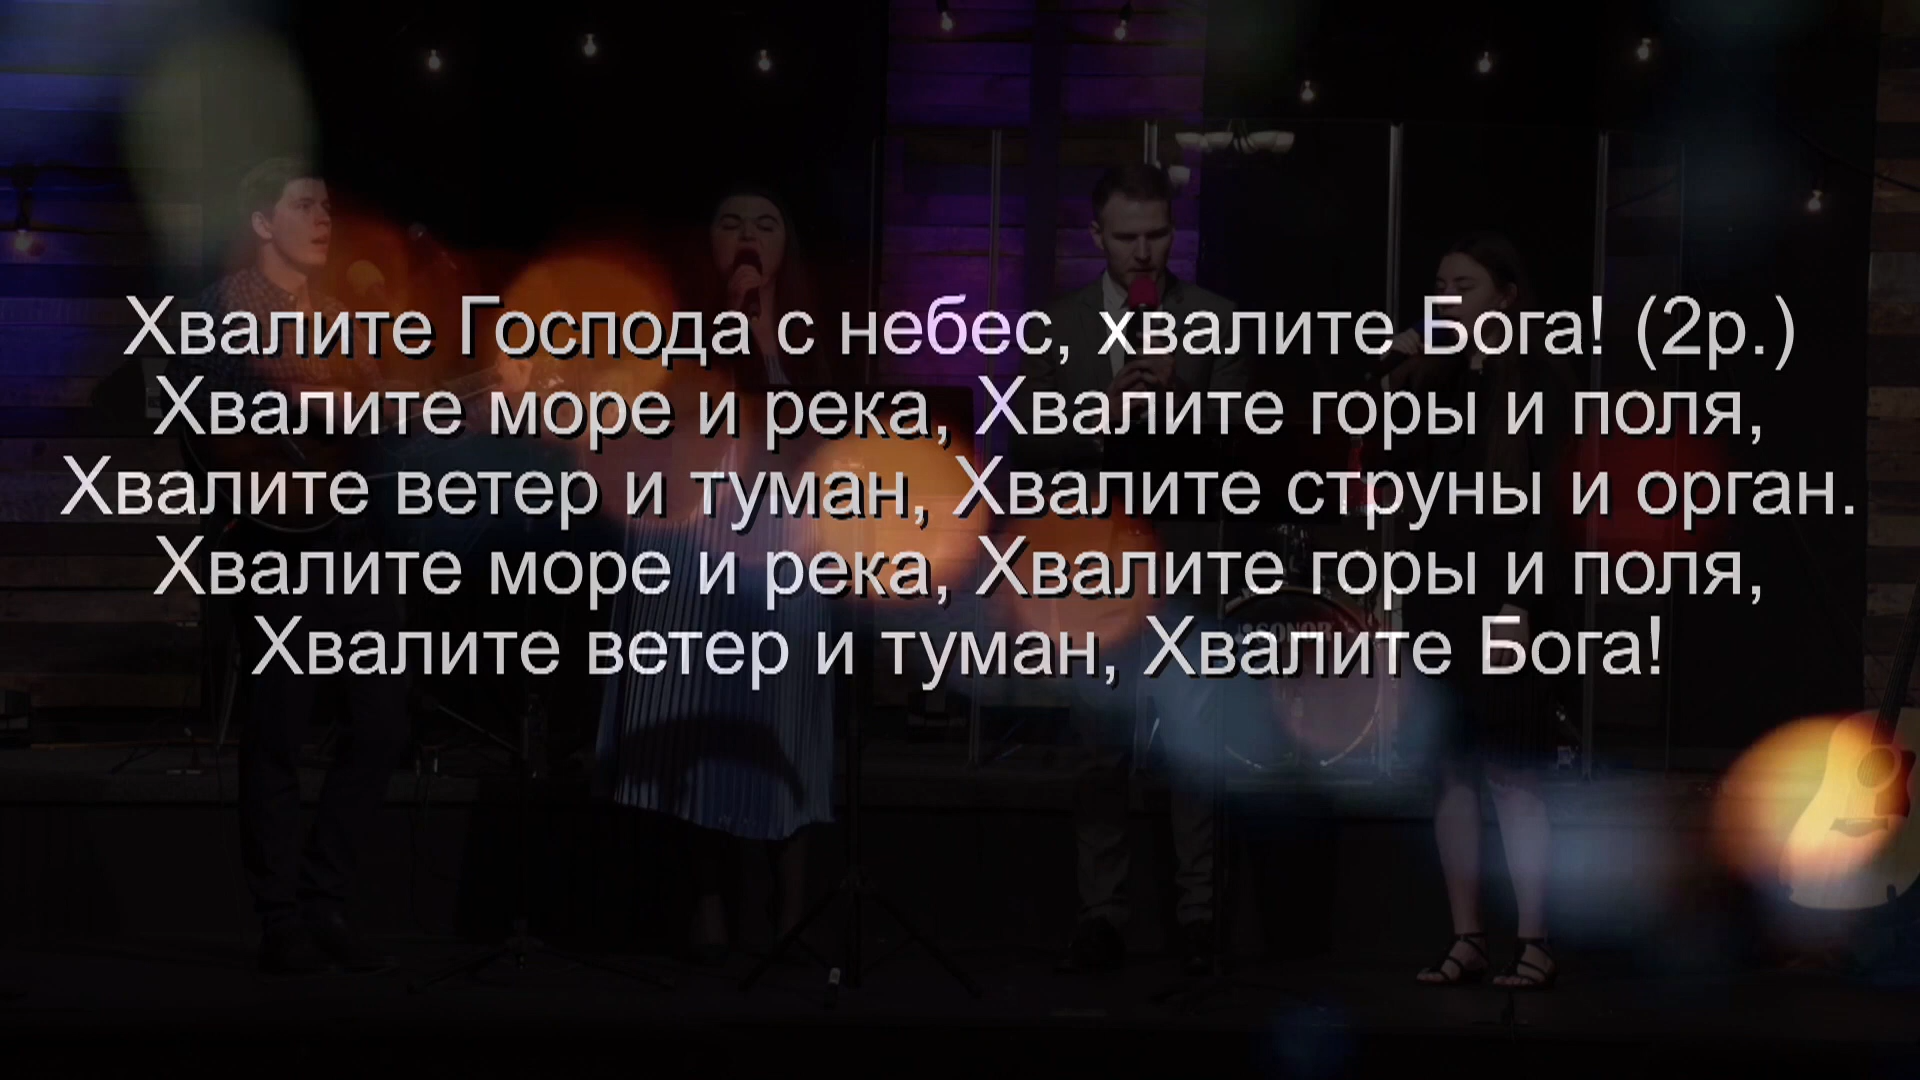 Хвалите Господа с небес, хвалите Бога! (2р.)
Хвалите море и река, Хвалите горы и поля,
Хвалите ветер и туман, Хвалите струны и орган.
Хвалите море и река, Хвалите горы и поля,
Хвалите ветер и туман, Хвалите Бога!
SONOR